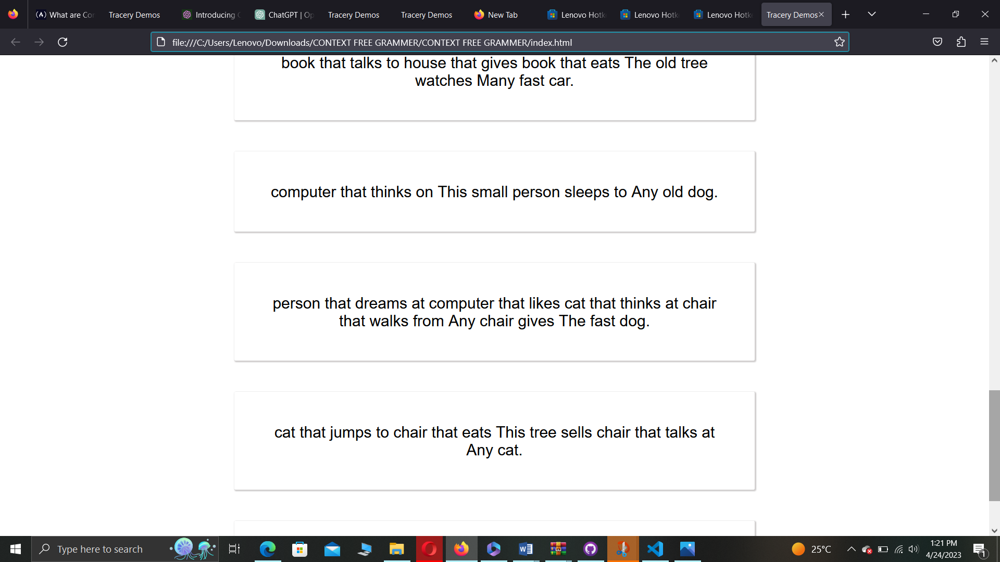 What are Co
Tracery Demos
Introducing
ChatGPT | Op
Tracery Demos
Tracery Demos
New Tab
Lenovo Hotk
Lenovo Hotk
Lenovo Hotk
Tracery Demos
file:///C:/Users/Lenovo/Downloads/CONTEXT FREE GRAMMER/CONTEXT FREE GRAMMER/index.html
book that talks to house that gives book that eats The old tree
watches Many fast car.
computer that thinks on This small person sleeps to Any old dog.
person that dreams at computer that likes cat that thinks at chair
that walks from Any chair gives The fast dog.
cat that jumps to chair that eats This tree sells chair that talks at
Any cat.
Type here to search
25°C
1:21 PM
4/24/2023
1